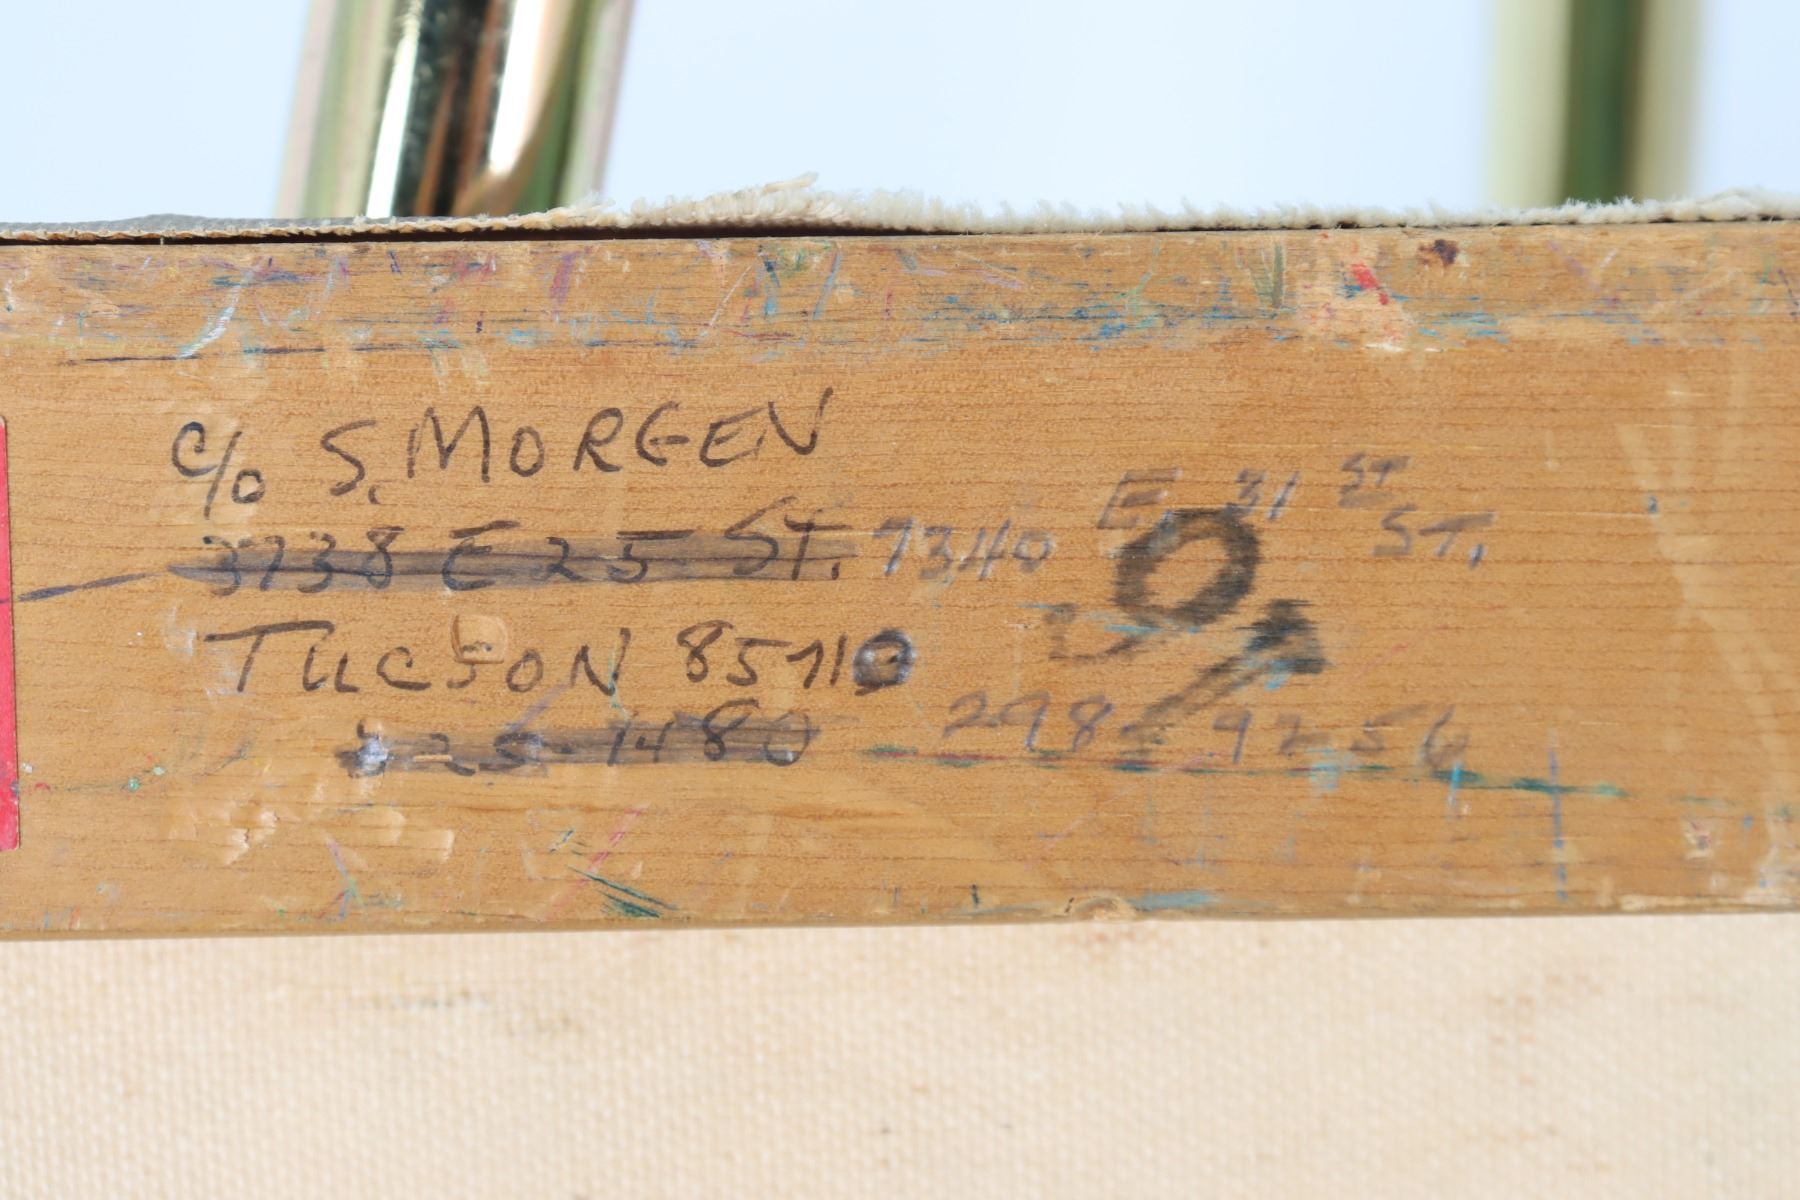 c/o S. MORGEN
3738 E 25 ST. 7340 E. 31 ST ST.
TUCSON 85710
325-1480 298-9256